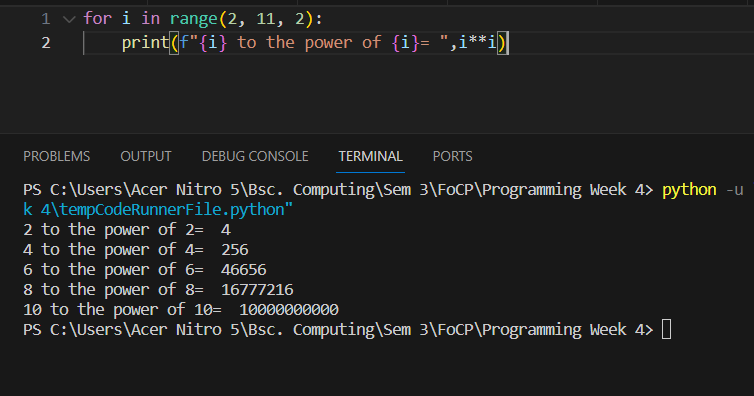 1 for i in range(2, 11, 2):
2     print(f"{i} to the power of {i}= ",i**i)
PROBLEMS OUTPUT DEBUG CONSOLE TERMINAL PORTS
PS C:\Users\Acer Nitro 5\Bsc. Computing\Sem 3\FoCP\Programming Week 4> python -u
k 4\tempCodeRunnerFile.python"
2 to the power of 2=  4
4 to the power of 4=  256
6 to the power of 6=  46656
8 to the power of 8=  16777216
10 to the power of 10=  10000000000
PS C:\Users\Acer Nitro 5\Bsc. Computing\Sem 3\FoCP\Programming Week 4>